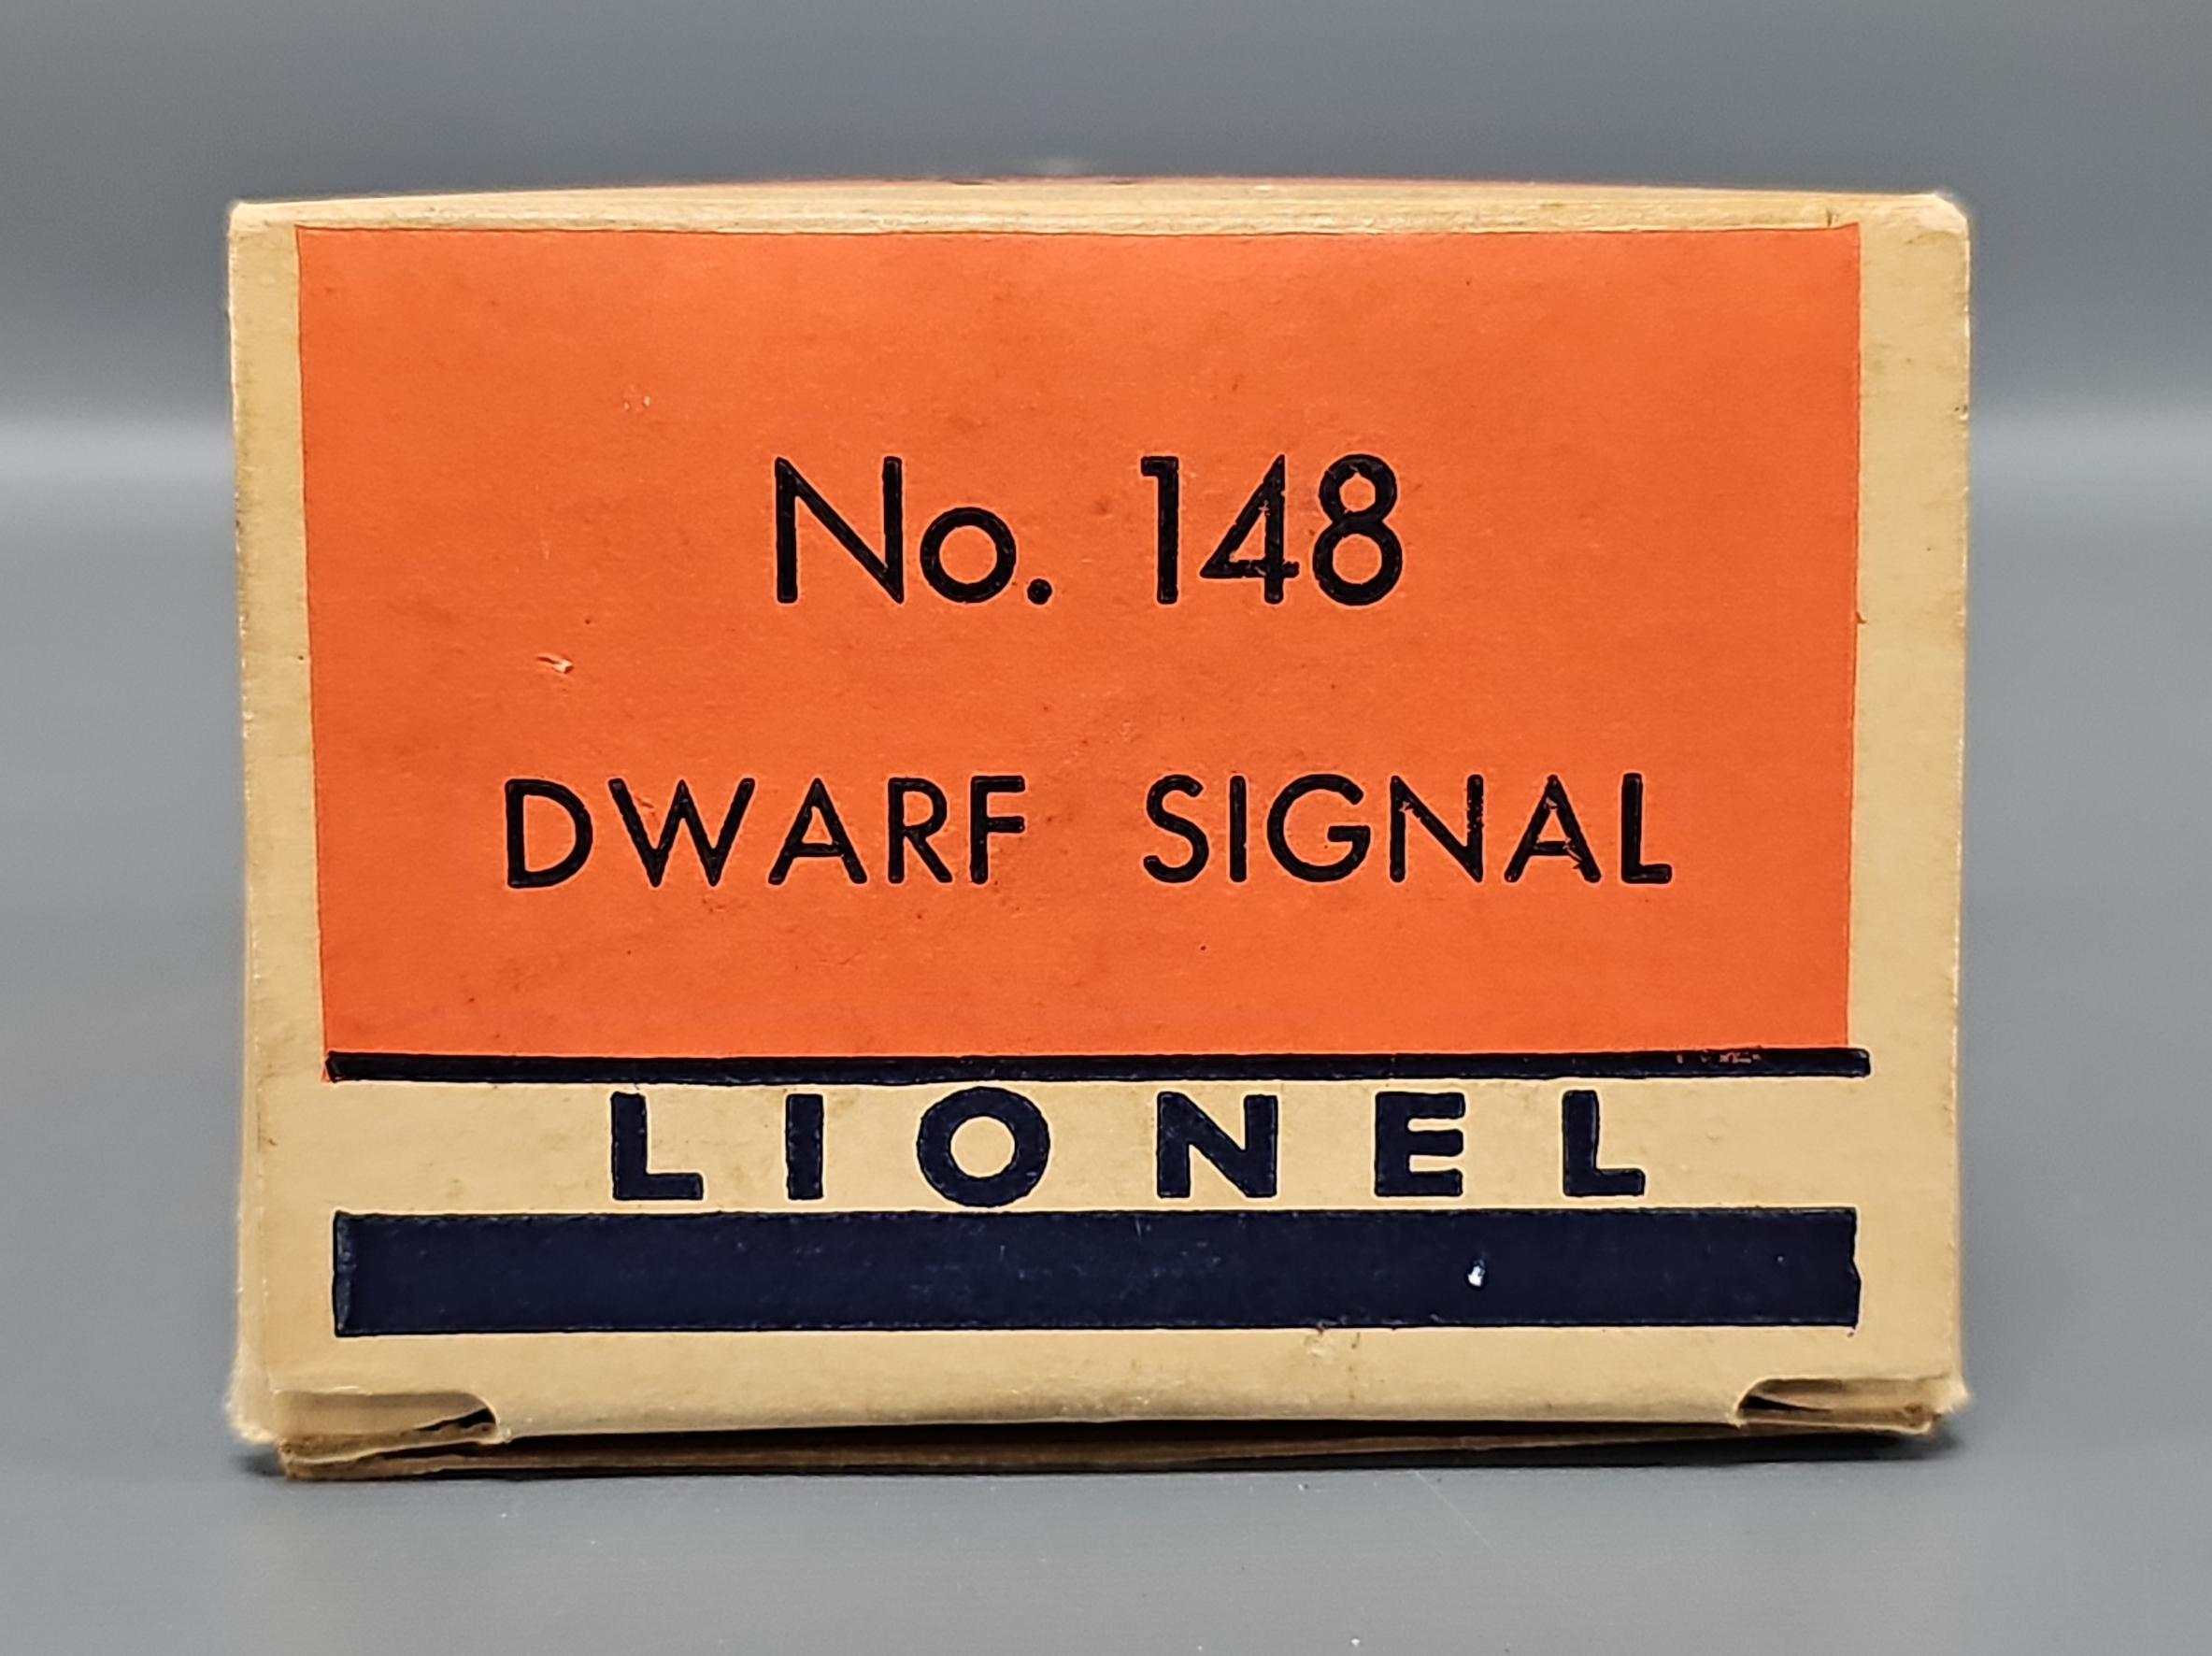 No. 148
DWARF SIGNAL
LIONEL